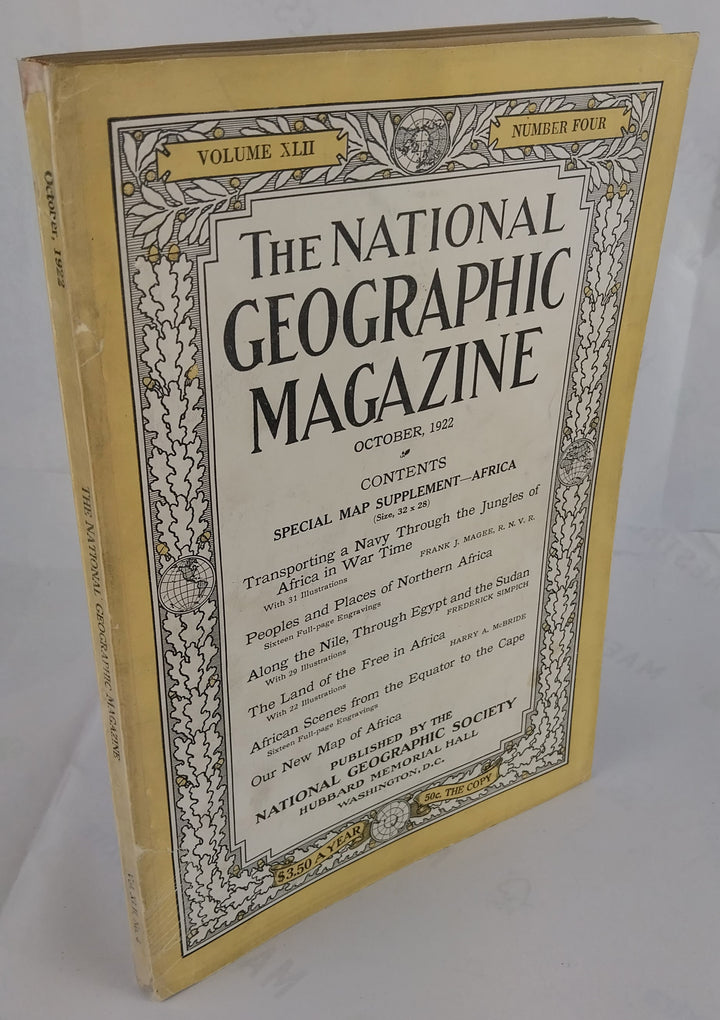 VOLUME XLII
NUMBER FOUR
THE NATIONAL
GEOGRAPHIC
MAGAZINE
OCTOBER, 1922
CONTENTS
SPECIAL MAP SUPPLEMENT—AFRICA
(Size, 32 x 28)
Transporting a Navy Through the Jungles of
Africa in War Time
With 31 Illustrations
FRANK J. MAGEE, R. N. V. R.
Peoples and Places of Northern Africa
Sixteen Full-page Engravings
Along the Nile, Through Egypt and the Sudan
With 29 Illustrations
FREDERICK SIMPICH
The Land of the Free in Africa
With 22 Illustrations
HARRY A. McBRIDE
African Scenes from the Equator to the Cape
Sixteen Full-page Engravings
Our New Map of Africa
PUBLISHED BY THE
NATIONAL GEOGRAPHIC SOCIETY
HUBBARD MEMORIAL HALL
WASHINGTON, D.C.
$3.50 A YEAR
50c. THE COPY
October, 1922
THE NATIONAL GEOGRAPHIC MAGAZINE
Vol. XLII, No. 4